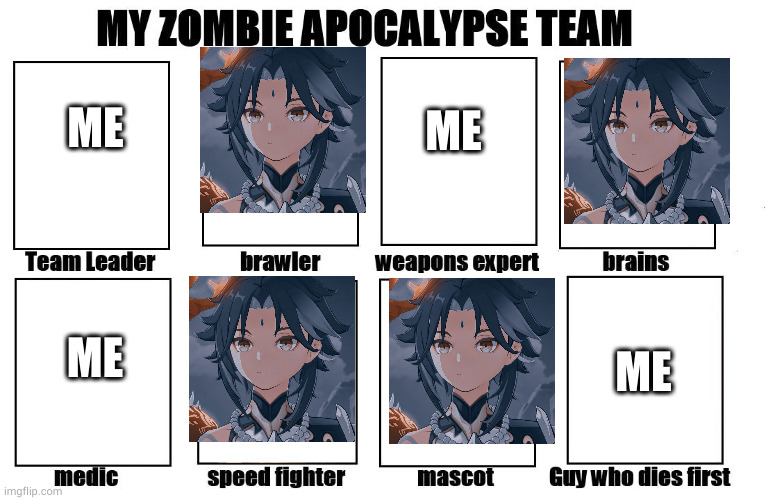 MY ZOMBIE APOCALYPSE TEAM
ME
ME
Team Leader brawler weapons expert brains
ME
ME
medic speed fighter mascot Guy who dies first
imgflip.com